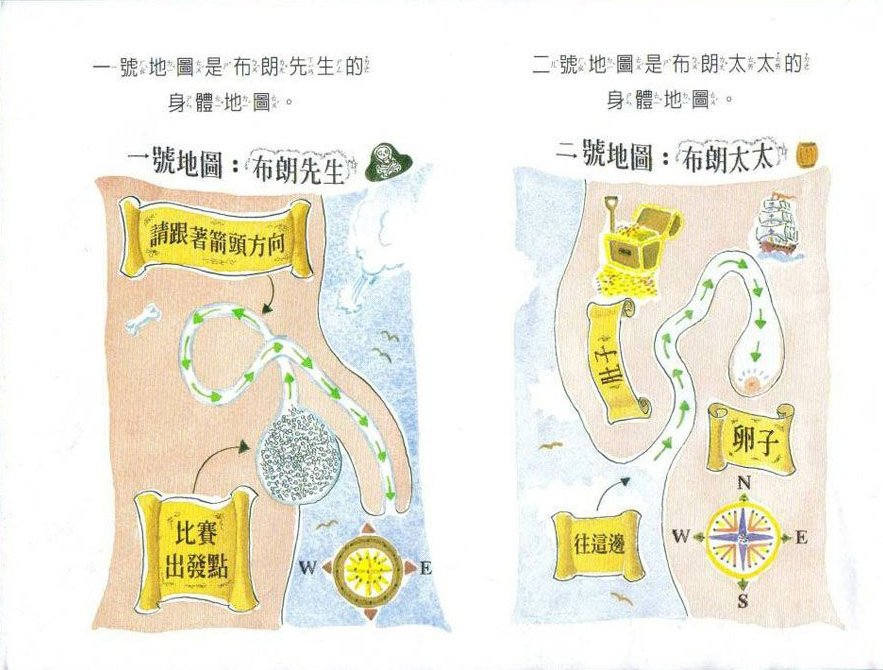 一號地圖是布朗先生的
身體地圖。
一號地圖：布朗先生
請跟著箭頭方向
比賽
出發點
W
E
二號地圖是布朗太太的
身體地圖。
二號地圖：布朗太太
肚子
卵子
往這邊
N
W
E
S